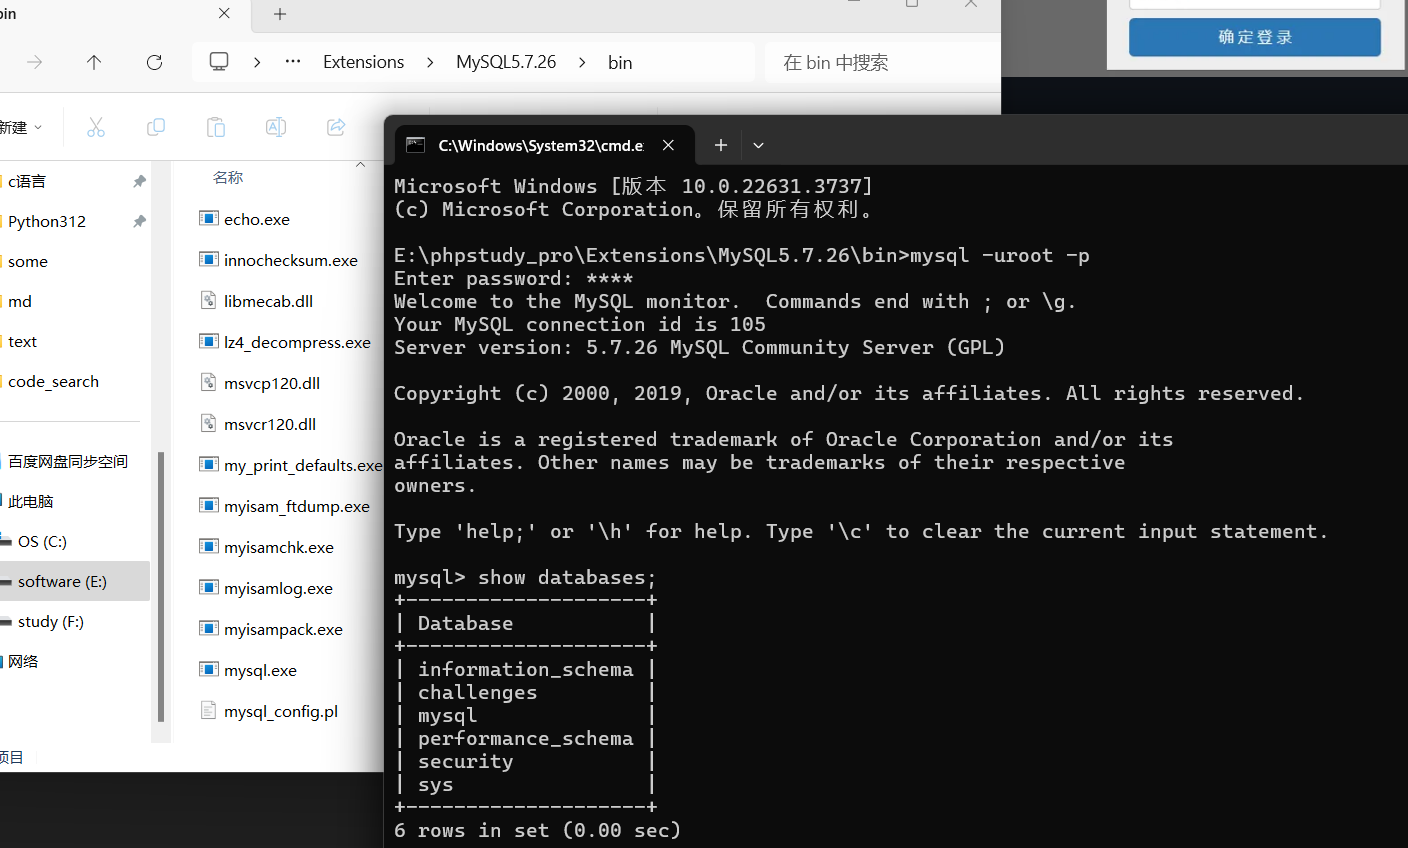 bin
确定登录
Extensions
MySQL5.7.26
bin
在 bin 中搜索
新建
c语言
Python312
some
md
text
code_search
百度网盘同步空间
此电脑
OS (C:)
software (E:)
study (F:)
网络
项目
名称
echo.exe
innochecksum.exe
libmecab.dll
lz4_decompress.exe
msvcp120.dll
msvcr120.dll
my_print_defaults.exe
myisam_ftdump.exe
myisamchk.exe
myisamlog.exe
myisampack.exe
mysql.exe
mysql_config.pl
C:\Windows\System32\cmd.e
Microsoft Windows [版本 10.0.22631.3737]
(c) Microsoft Corporation。保留所有权利。
E:\phpstudy_pro\Extensions\MySQL5.7.26\bin>mysql -uroot -p
Enter password: ****
Welcome to the MySQL monitor.  Commands end with ; or \g.
Your MySQL connection id is 105
Server version: 5.7.26 MySQL Community Server (GPL)
Copyright (c) 2000, 2019, Oracle and/or its affiliates. All rights reserved.
Oracle is a registered trademark of Oracle Corporation and/or its
affiliates. Other names may be trademarks of their respective
owners.
Type 'help;' or '\h' for help. Type '\c' to clear the current input statement.
mysql> show databases;
+--------------------+
| Database           |
+--------------------+
| information_schema |
| challenges         |
| mysql              |
| performance_schema |
| security           |
| sys                |
+--------------------+
6 rows in set (0.00 sec)